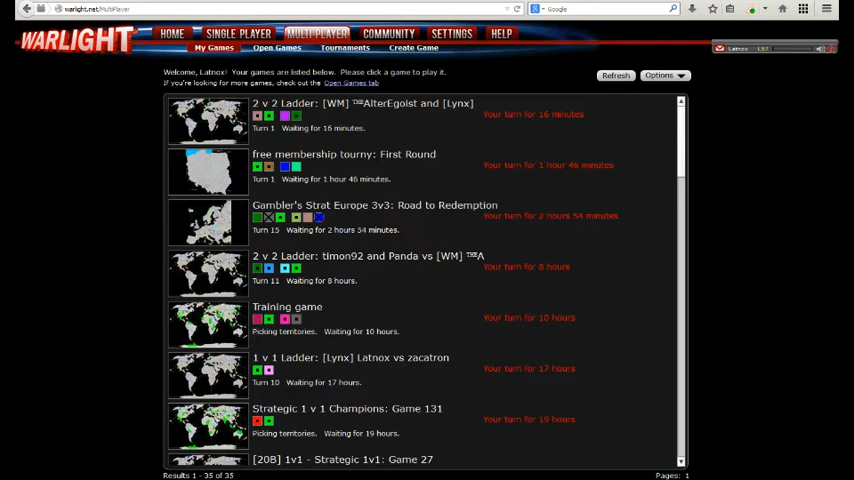 warlight.net/MultiPlayer
Google
WARLIGHT
HOME SINGLE PLAYER MULTI PLAYER COMMUNITY SETTINGS HELP
My Games Open Games Tournaments Create Game
Latnox L57
Welcome, Latnox! Your games are listed below. Please click a game to play it.
If you're looking for more games, check out the Open Games tab
Refresh Options
2 v 2 Ladder: [WM] ™AlterEgoist and [Lynx]
Your turn for 16 minutes
Turn 1 Waiting for 16 minutes.
free membership tourny: First Round
Your turn for 1 hour 46 minutes
Turn 1 Waiting for 1 hour 46 minutes.
Gambler's Strat Europe 3v3: Road to Redemption
Your turn for 2 hours 54 minutes
Turn 15 Waiting for 2 hours 54 minutes.
2 v 2 Ladder: timon92 and Panda vs [WM] ™A
Your turn for 8 hours
Turn 11 Waiting for 8 hours.
Training game
Your turn for 10 hours
Picking territories. Waiting for 10 hours.
1 v 1 Ladder: [Lynx] Latnox vs zacatron
Your turn for 17 hours
Turn 10 Waiting for 17 hours.
Strategic 1 v 1 Champions: Game 131
Your turn for 19 hours
Picking territories. Waiting for 19 hours.
[20B] 1v1 - Strategic 1v1: Game 27
Results 1 - 35 of 35 Pages: 1